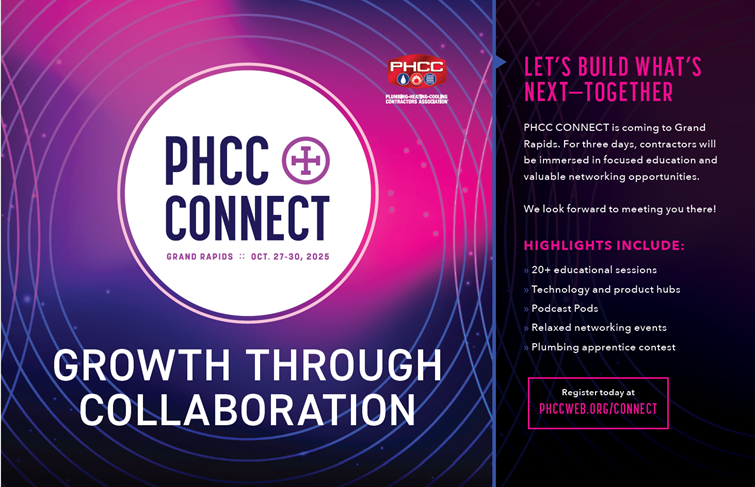 PHCC
PLUMBING-HEATING-COOLING
CONTRACTORS ASSOCIATION
PHCC
CONNECT
GRAND RAPIDS :: OCT. 27-30, 2025
GROWTH THROUGH
COLLABORATION
LET'S BUILD WHAT'S
NEXT—TOGETHER
PHCC CONNECT is coming to Grand
Rapids. For three days, contractors will
be immersed in focused education and
valuable networking opportunities.
We look forward to meeting you there!
HIGHLIGHTS INCLUDE:
» 20+ educational sessions
» Technology and product hubs
» Podcast Pods
» Relaxed networking events
» Plumbing apprentice contest
Register today at
PHCCWEB.ORG/CONNECT